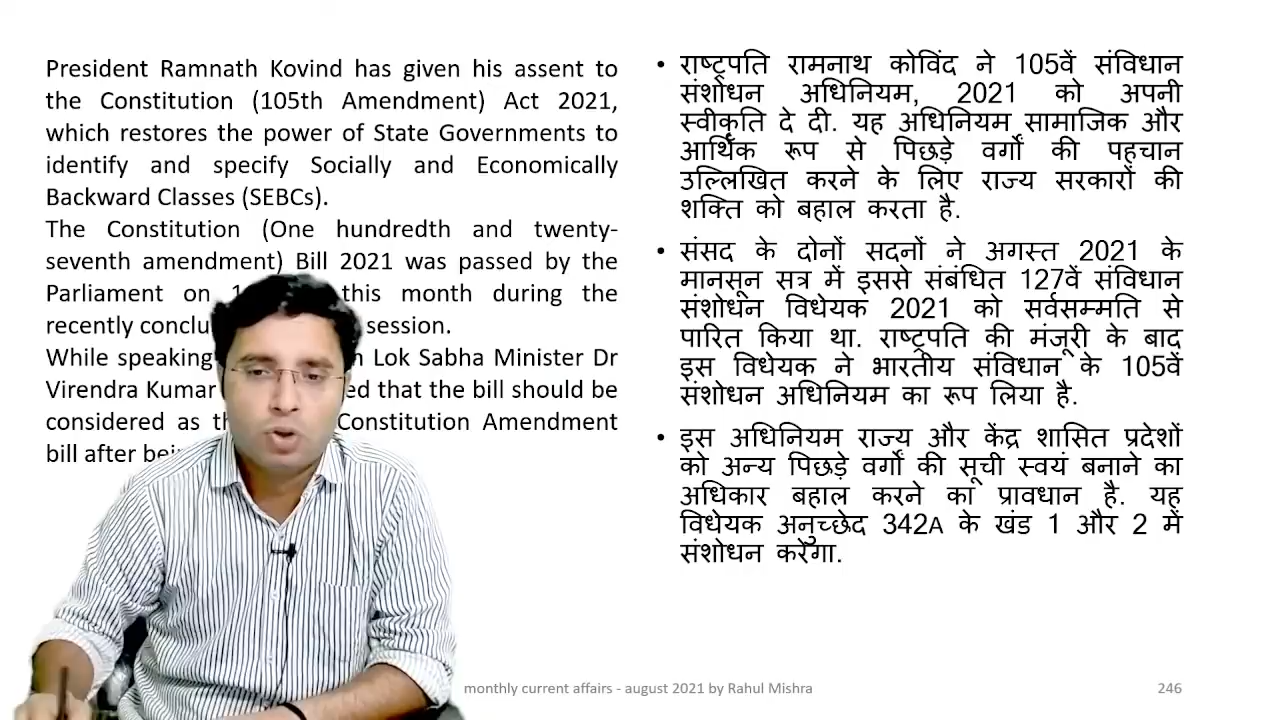 President Ramnath Kovind has given his assent to
the Constitution (105th Amendment) Act 2021,
which restores the power of State Governments to
identify and specify Socially and Economically
Backward Classes (SEBCs).
The Constitution (One hundredth and twenty-
seventh amendment) Bill 2021 was passed by the
Parliament on this month during the
recently session.
While speaking Lok Sabha Minister Dr
Virendra Kumar that the bill should be
considered as Constitution Amendment
bill after
• राष्ट्रपति रामनाथ कोविंद ने 105वें संविधान
संशोधन अधिनियम, 2021 को अपनी
स्वीकृति दे दी. यह अधिनियम सामाजिक और
आर्थिक रूप से पिछड़े वर्गों की पहचान
उल्लिखित करने के लिए राज्य सरकारों की
शक्ति को बहाल करता है.
• संसद के दोनों सदनों ने अगस्त 2021 के
मानसून सत्र में इससे संबंधित 127वें संविधान
संशोधन विधेयक 2021 को सर्वसम्मति से
पारित किया था. राष्ट्रपति की मंजूरी के बाद
इस विधेयक ने भारतीय संविधान के 105वें
संशोधन अधिनियम का रूप लिया है.
• इस अधिनियम राज्य और केंद्र शासित प्रदेशों
को अन्य पिछड़े वर्गों की सूची स्वयं बनाने का
अधिकार बहाल करने का प्रावधान है. यह
विधेयक अनुच्छेद 342A के खंड 1 और 2 में
संशोधन करेगा.
monthly current affairs - august 2021 by Rahul Mishra
246